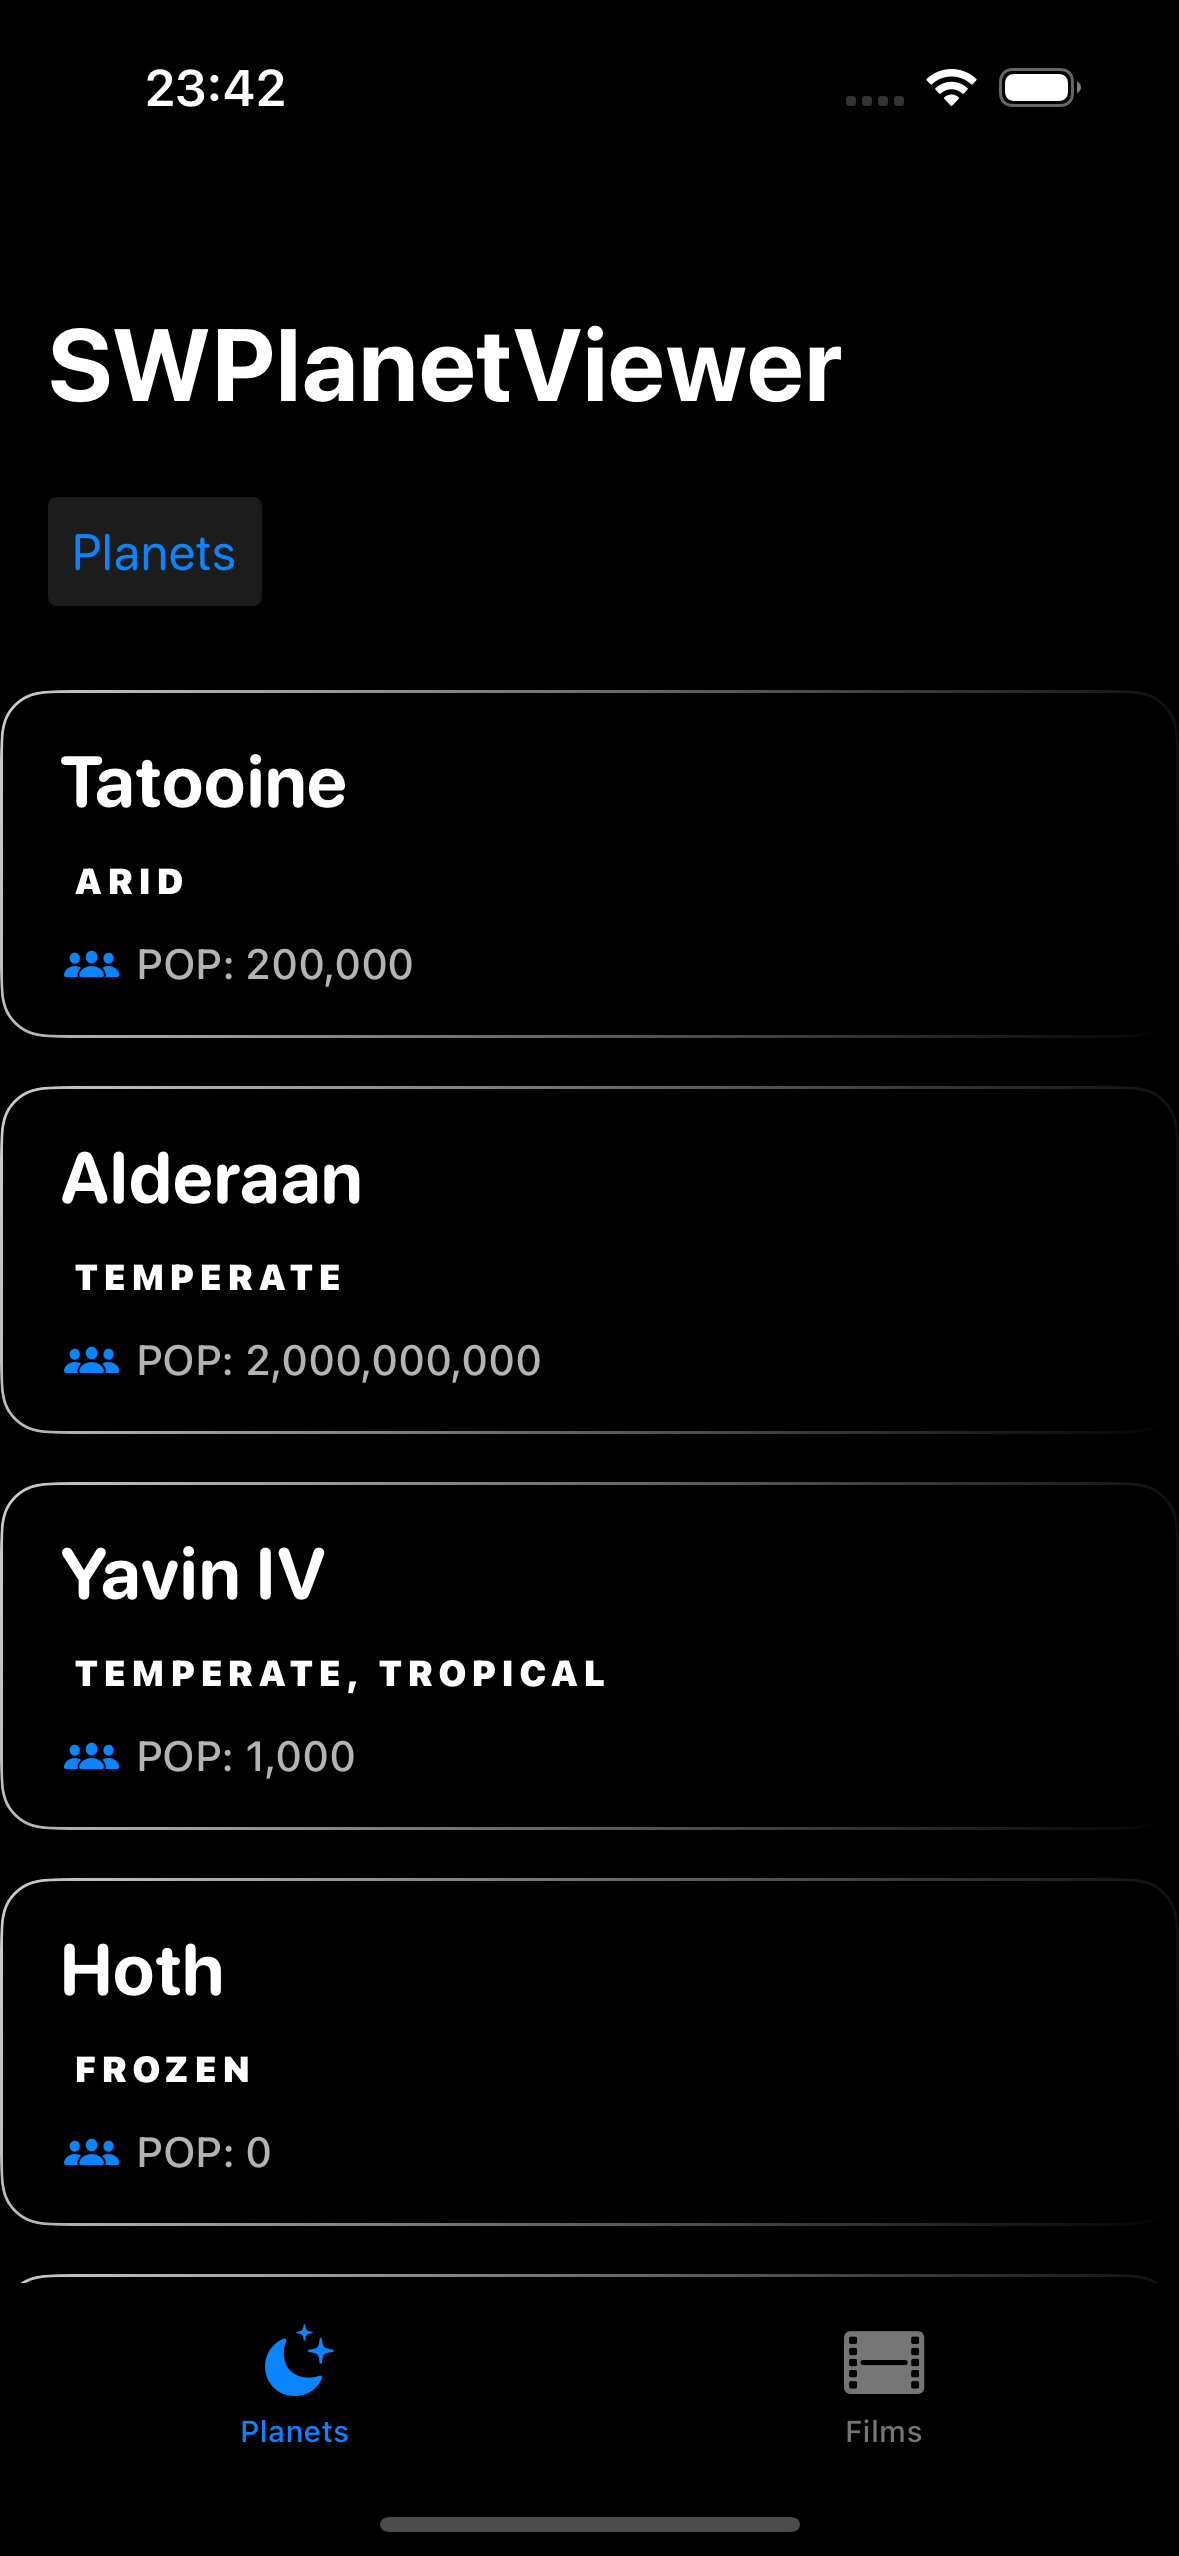 23:42
SWPlanetViewer
Planets
Tatooine
ARID
POP: 200,000
Alderaan
TEMPERATE
POP: 2,000,000,000
Yavin IV
TEMPERATE, TROPICAL
POP: 1,000
Hoth
FROZEN
POP: 0
Planets
Films